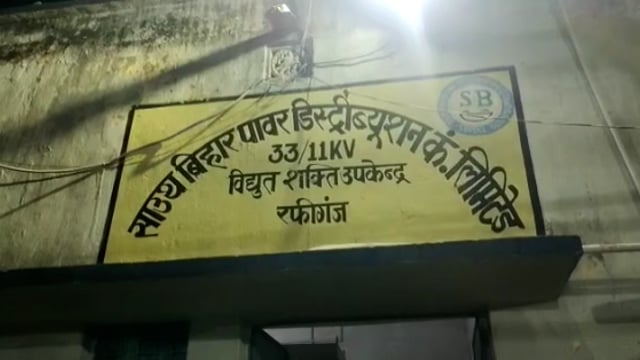 साउथ बिहार पावर डिस्ट्रीब्यूशन कं. लिमिटेड
SB
33/11KV
विद्युत शक्ति उपकेन्द्र
रफीगंज